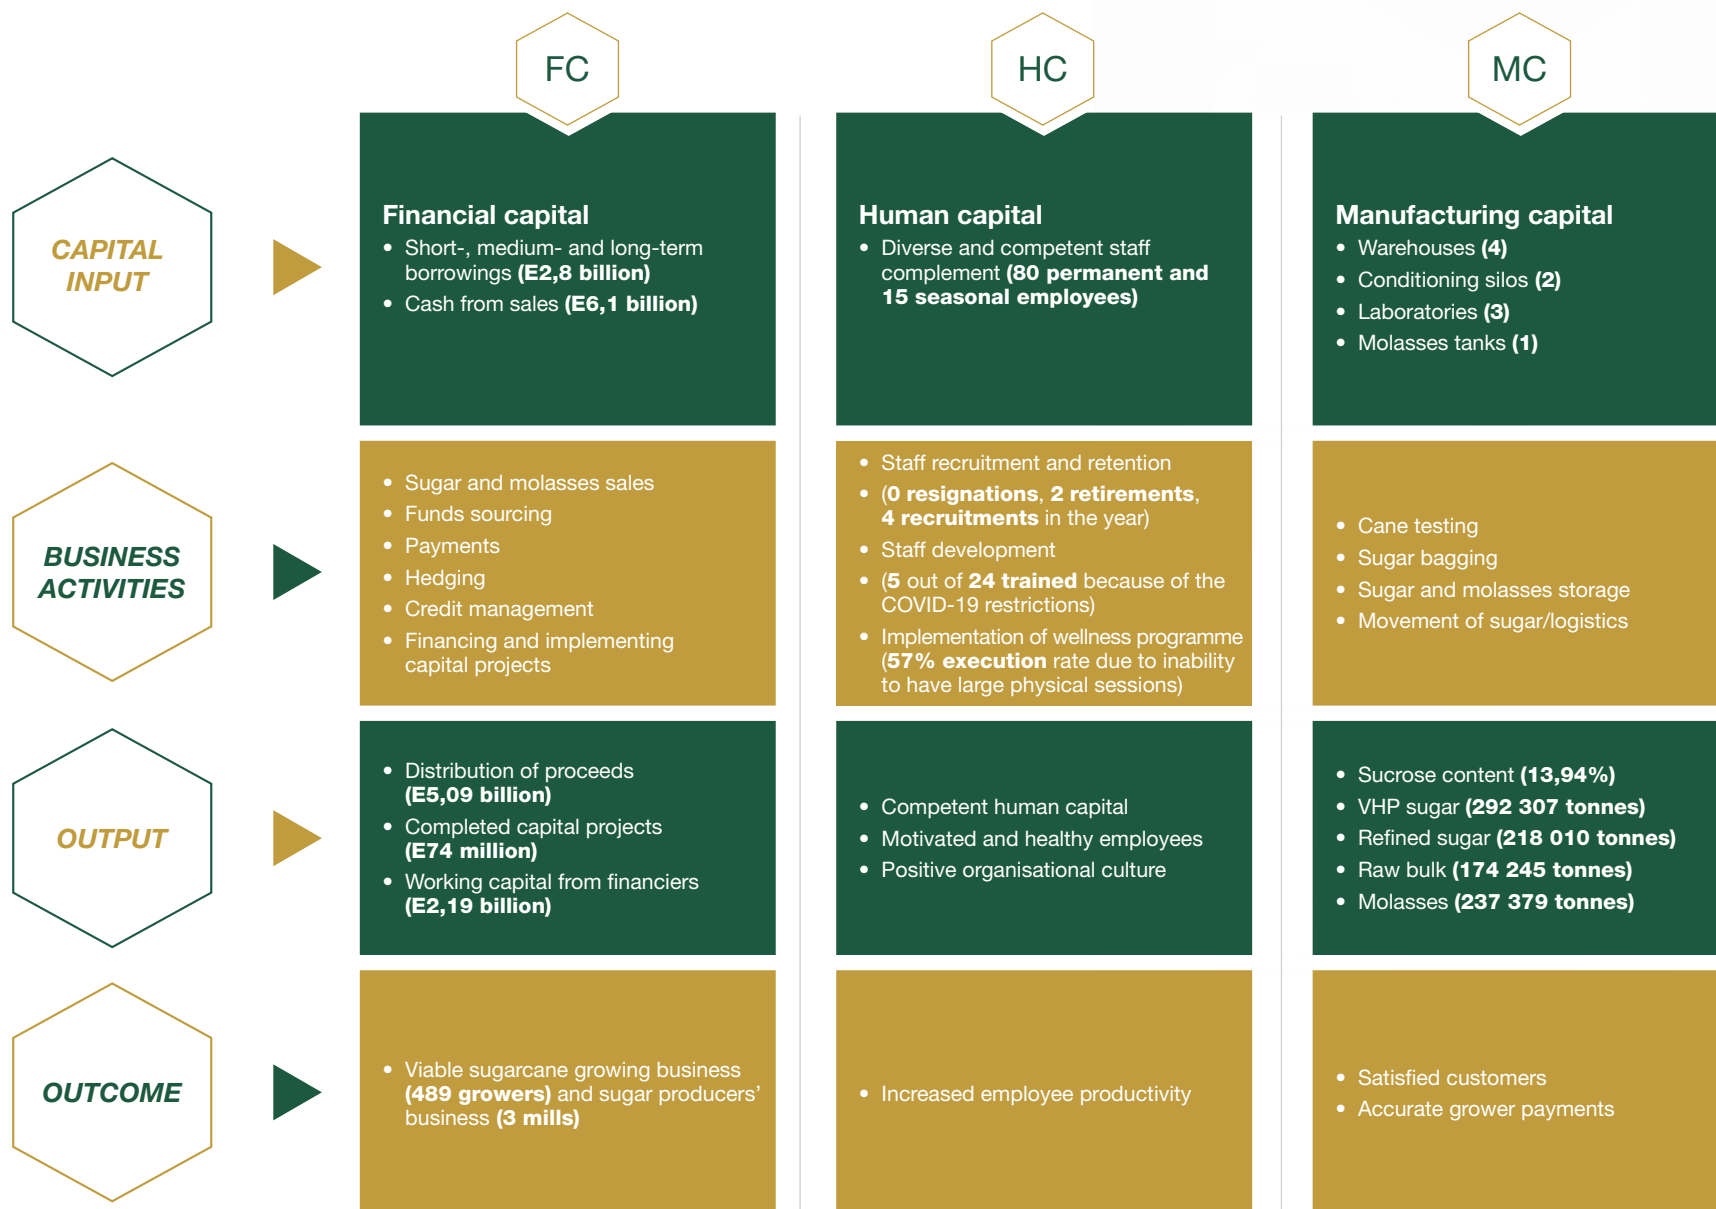 FC
HC
MC
CAPITAL
INPUT
Financial capital
• Short-, medium- and long-term
borrowings (E2,8 billion)
• Cash from sales (E6,1 billion)
Human capital
• Diverse and competent staff
complement (80 permanent and
15 seasonal employees)
Manufacturing capital
• Warehouses (4)
• Conditioning silos (2)
• Laboratories (3)
• Molasses tanks (1)
BUSINESS
ACTIVITIES
• Sugar and molasses sales
• Funds sourcing
• Payments
• Hedging
• Credit management
• Financing and implementing
capital projects
• Staff recruitment and retention
• (0 resignations, 2 retirements,
4 recruitments in the year)
• Staff development
• (5 out of 24 trained because of the
COVID-19 restrictions)
• Implementation of wellness programme
(57% execution rate due to inability
to have large physical sessions)
• Cane testing
• Sugar bagging
• Sugar and molasses storage
• Movement of sugar/logistics
OUTPUT
• Distribution of proceeds
(E5,09 billion)
• Completed capital projects
(E74 million)
• Working capital from financiers
(E2,19 billion)
• Competent human capital
• Motivated and healthy employees
• Positive organisational culture
• Sucrose content (13,94%)
• VHP sugar (292 307 tonnes)
• Refined sugar (218 010 tonnes)
• Raw bulk (174 245 tonnes)
• Molasses (237 379 tonnes)
OUTCOME
• Viable sugarcane growing business
(489 growers) and sugar producers'
business (3 mills)
• Increased employee productivity
• Satisfied customers
• Accurate grower payments